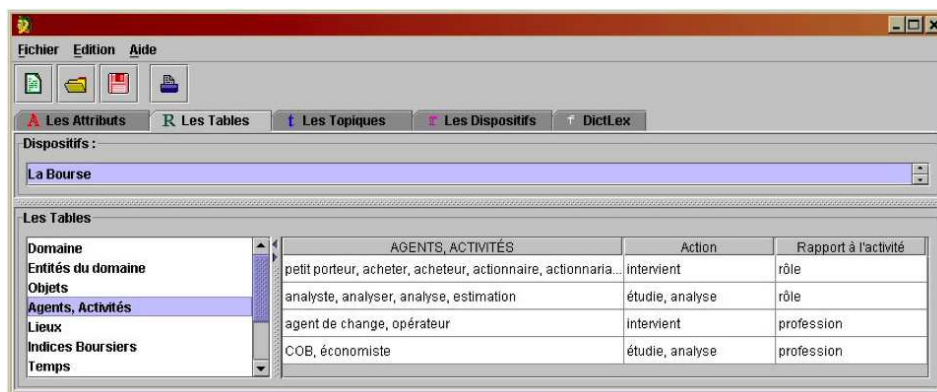 Fichier Edition Aide
A Les Attributs R Les Tables t Les Topiques r Les Dispositifs f DictLex
Dispositifs :
La Bourse
Les Tables
Domaine
Entités du domaine
Objets
Agents, Activités
Lieux
Indices Boursiers
Temps
AGENTS, ACTIVITÉS Action Rapport à l'activité
petit porteur, acheter, acheteur, actionnaire, actionnaria... intervient rôle
analyste, analyser, analyse, estimation étudie, analyse rôle
agent de change, opérateur intervient profession
COB, économiste étudie, analyse profession